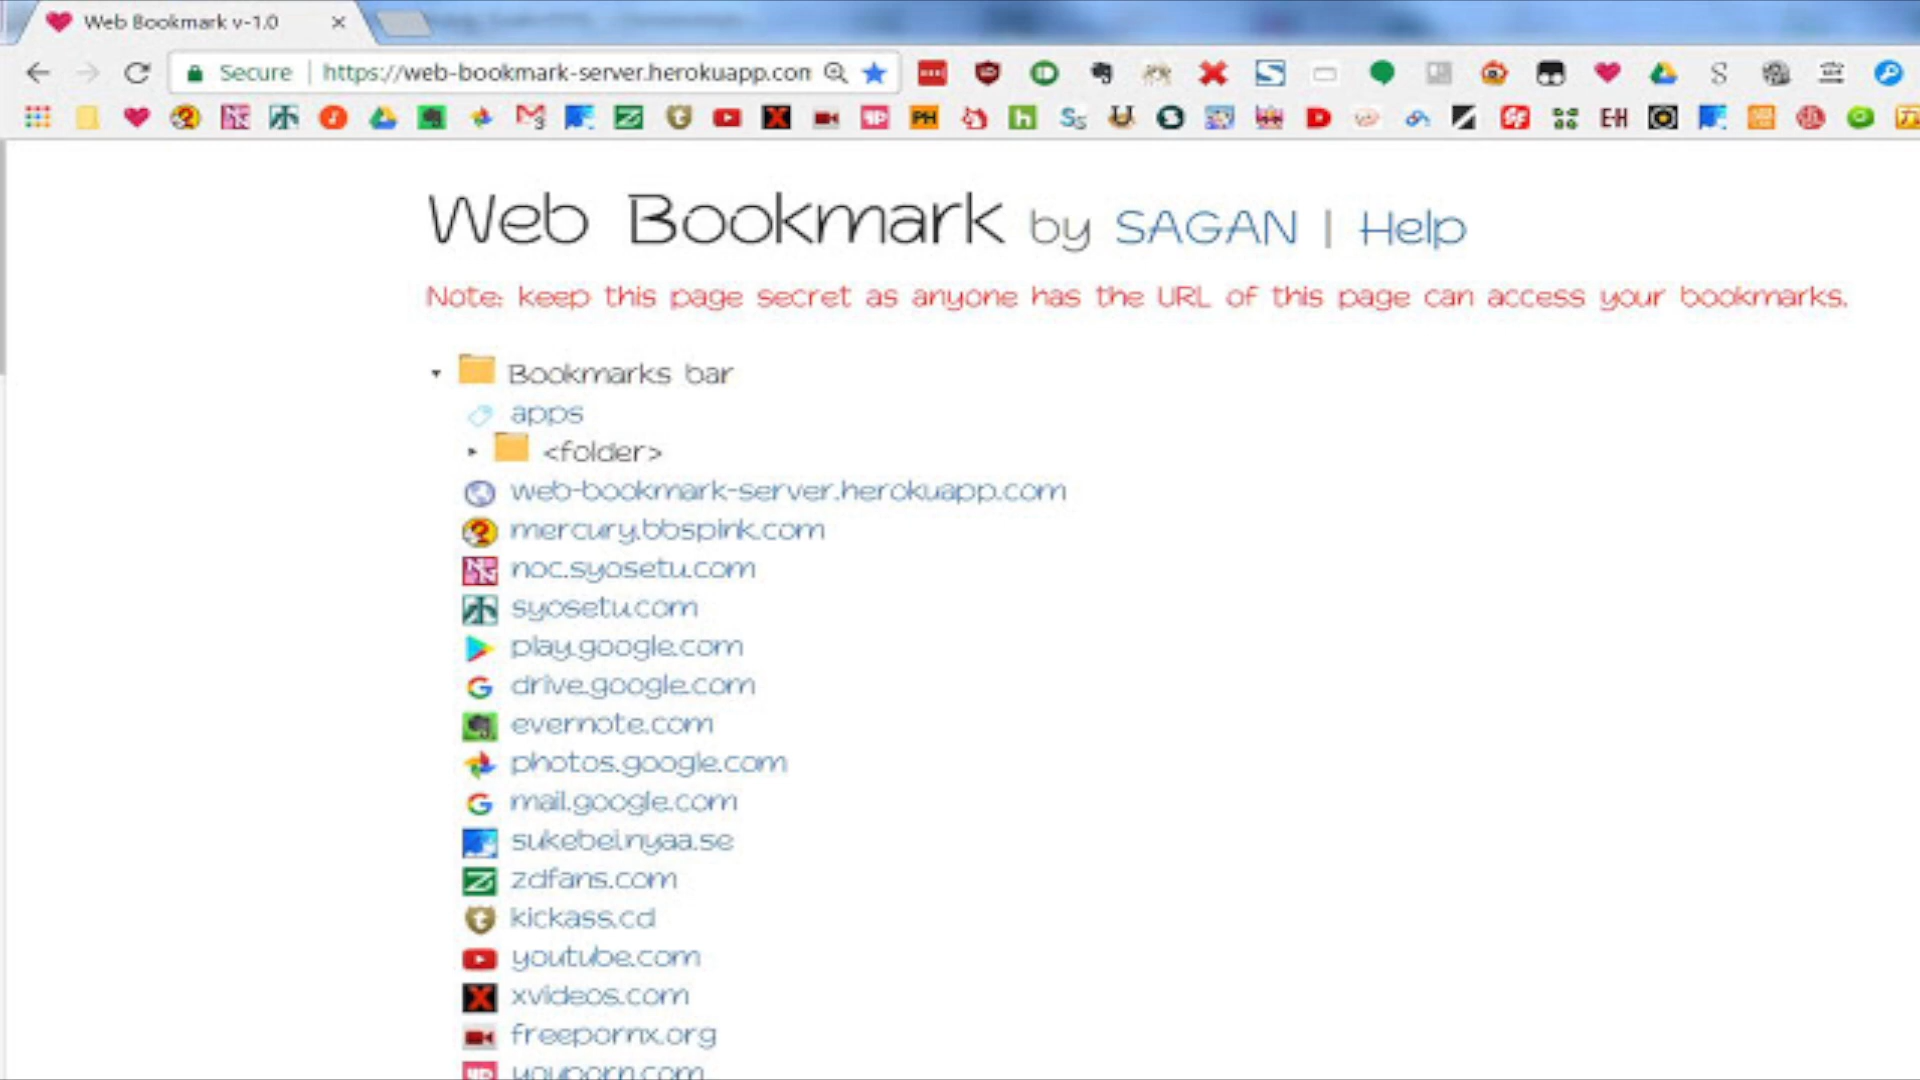 Web Bookmark v-1.0
Secure | https://web-bookmark-server.herokuapp.com
Web Bookmark by SAGAN | Help
Note: keep this page secret as anyone has the URL of this page can access your bookmarks.
Bookmarks bar
apps
<folder>
web-bookmark-server.herokuapp.com
mercury.bbspink.com
noc.syosetu.com
syosetu.com
play.google.com
drive.google.com
evernote.com
photos.google.com
mail.google.com
sukebei.nyaa.se
zdfans.com
kickass.cd
youtube.com
xvideos.com
freepornx.org
youporn.com